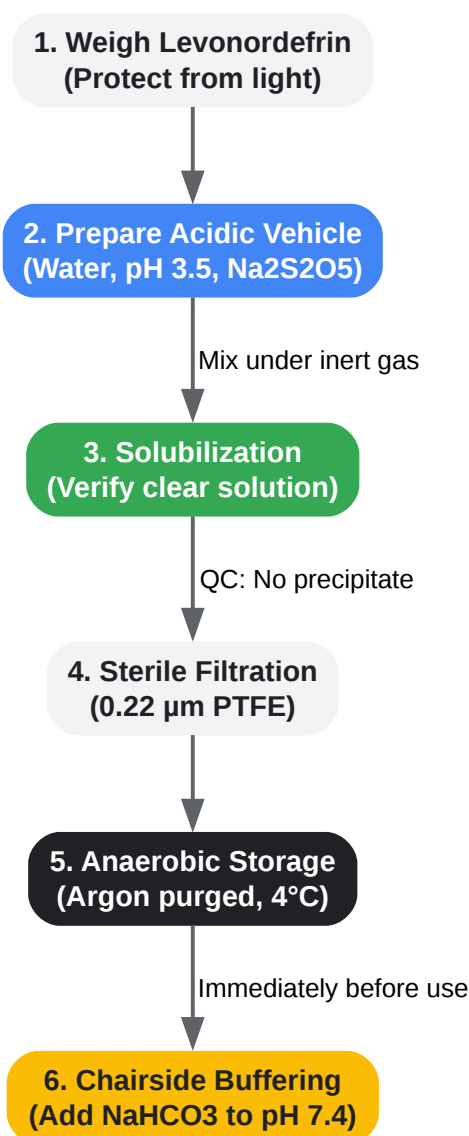 1. Weigh Levonordefrin
(Protect from light)
2. Prepare Acidic Vehicle
(Water, pH 3.5, Na2S2O5)
Mix under inert gas
3. Solubilization
(Verify clear solution)
QC: No precipitate
4. Sterile Filtration
(0.22 µm PTFE)
5. Anaerobic Storage
(Argon purged, 4°C)
Immediately before use
6. Chairside Buffering
(Add NaHCO3 to pH 7.4)